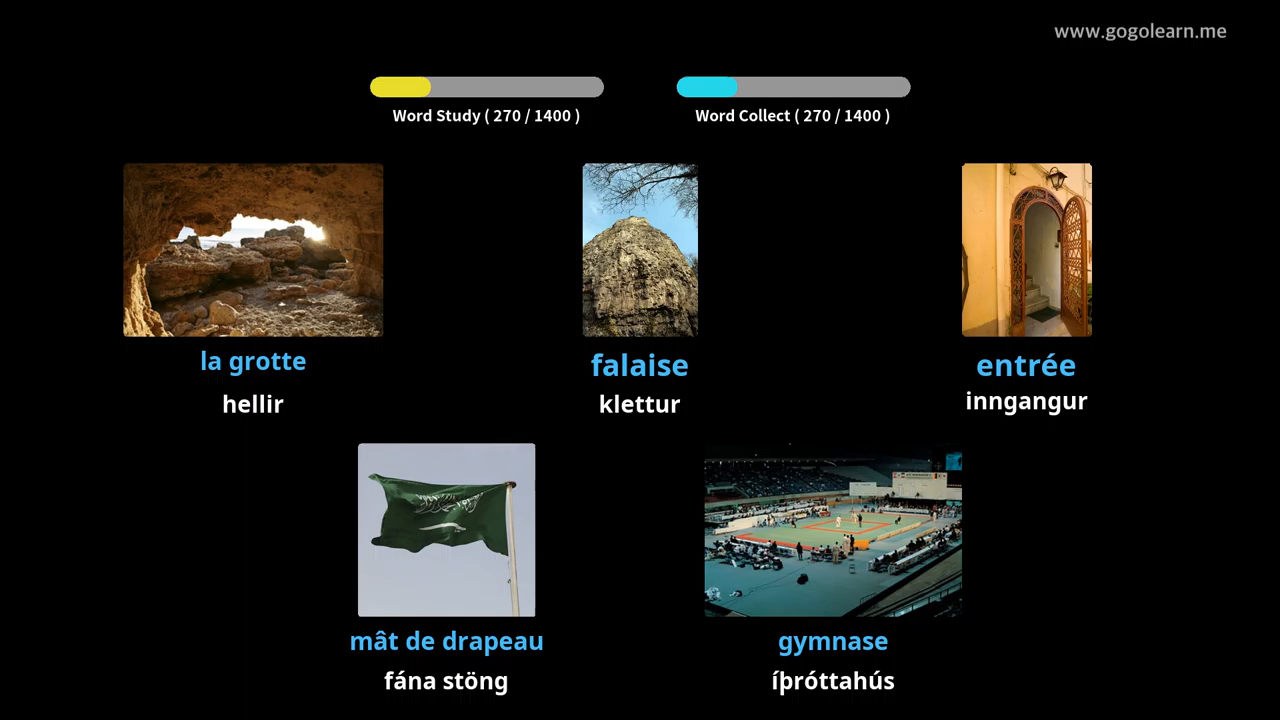 www.gogolearn.me
Word Study ( 270 / 1400 )
Word Collect ( 270 / 1400 )
la grotte
falaise
entrée
hellir
klettur
inngangur
mât de drapeau
gymnase
fána stöng
íþróttahús